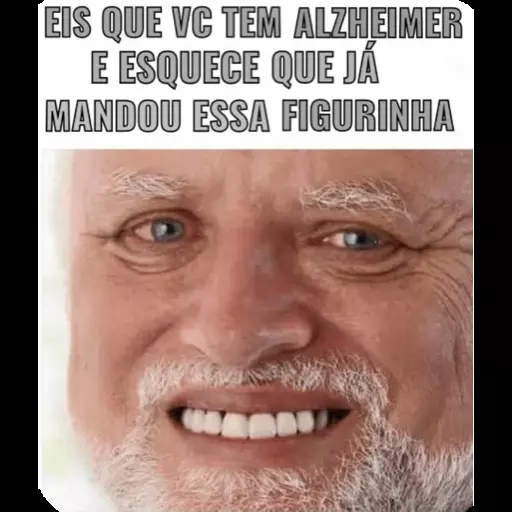 EIS QUE VC TEM ALZHEIMER
E ESQUECE QUE JÁ
MANDOU ESSA FIGURINHA